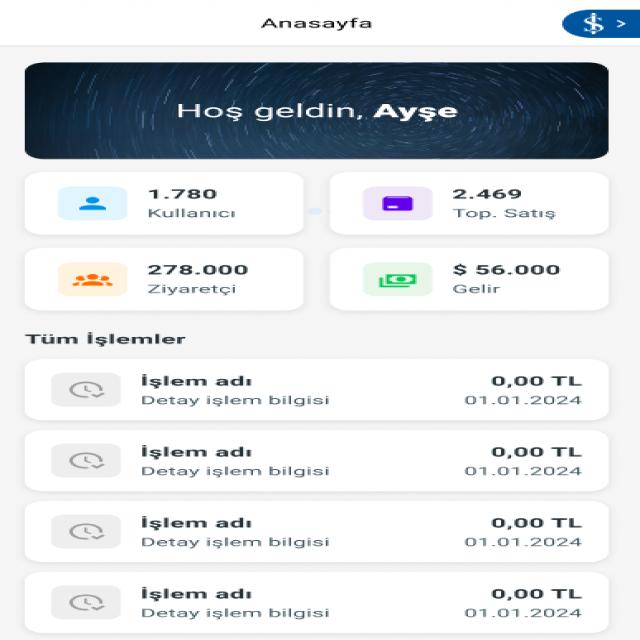 Anasayfa
$ >
Hoş geldin, Ayşe
1.780
Kullanıcı
2.469
Top. Satış
278.000
Ziyaretçi
$ 56.000
Gelir
Tüm İşlemler
İşlem adı
0,00 TL
Detay işlem bilgisi
01.01.2024
İşlem adı
0,00 TL
Detay işlem bilgisi
01.01.2024
İşlem adı
0,00 TL
Detay işlem bilgisi
01.01.2024
İşlem adı
0,00 TL
Detay işlem bilgisi
01.01.2024